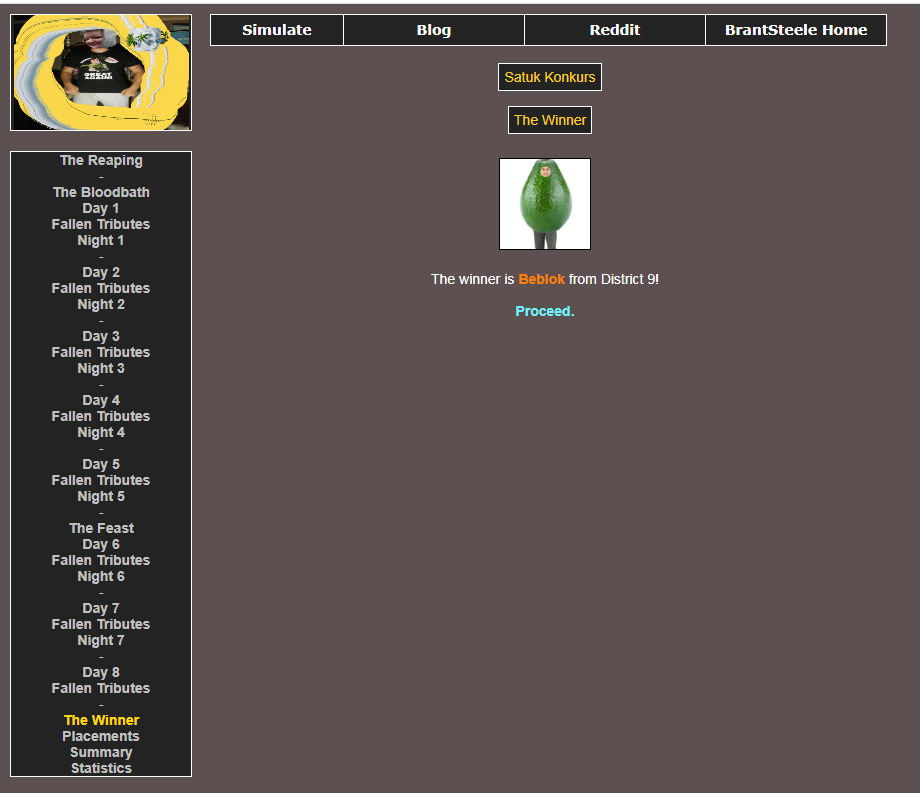 GREAT
AGAIN!
Simulate Blog Reddit BrantSteele Home
Satuk Konkurs
The Winner
The winner is Beblok from District 9!
Proceed.
The Reaping
-
The Bloodbath
Day 1
Fallen Tributes
Night 1
-
Day 2
Fallen Tributes
Night 2
-
Day 3
Fallen Tributes
Night 3
-
Day 4
Fallen Tributes
Night 4
-
Day 5
Fallen Tributes
Night 5
-
The Feast
Day 6
Fallen Tributes
Night 6
-
Day 7
Fallen Tributes
Night 7
-
Day 8
Fallen Tributes
-
The Winner
Placements
Summary
Statistics